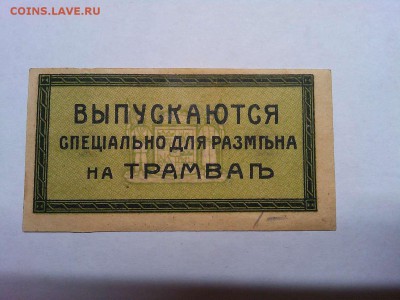 COINS.LAVE.RU
ВЫПУСКАЮТСЯ
СПЕЦІАЛЬНО ДЛЯ РАЗМѢНА
НА ТРАМВАѢ